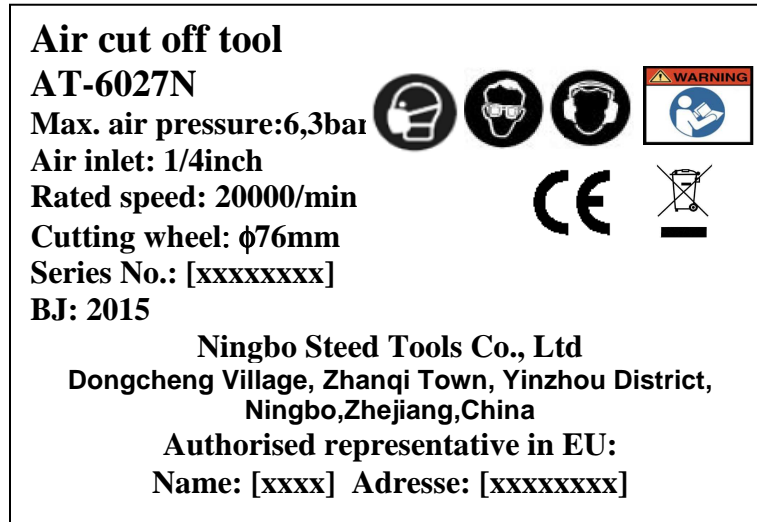 Air cut off tool
AT-6027N
Max. air pressure:6,3bar
WARNING
Air inlet: 1/4inch
Rated speed: 20000/min
CE
Cutting wheel: ϕ76mm
Series No.: [xxxxxxxx]
BJ: 2015
Ningbo Steed Tools Co., Ltd
Dongcheng Village, Zhanqi Town, Yinzhou District,
Ningbo,Zhejiang,China
Authorised representative in EU:
Name: [xxxx] Adresse: [xxxxxxxx]